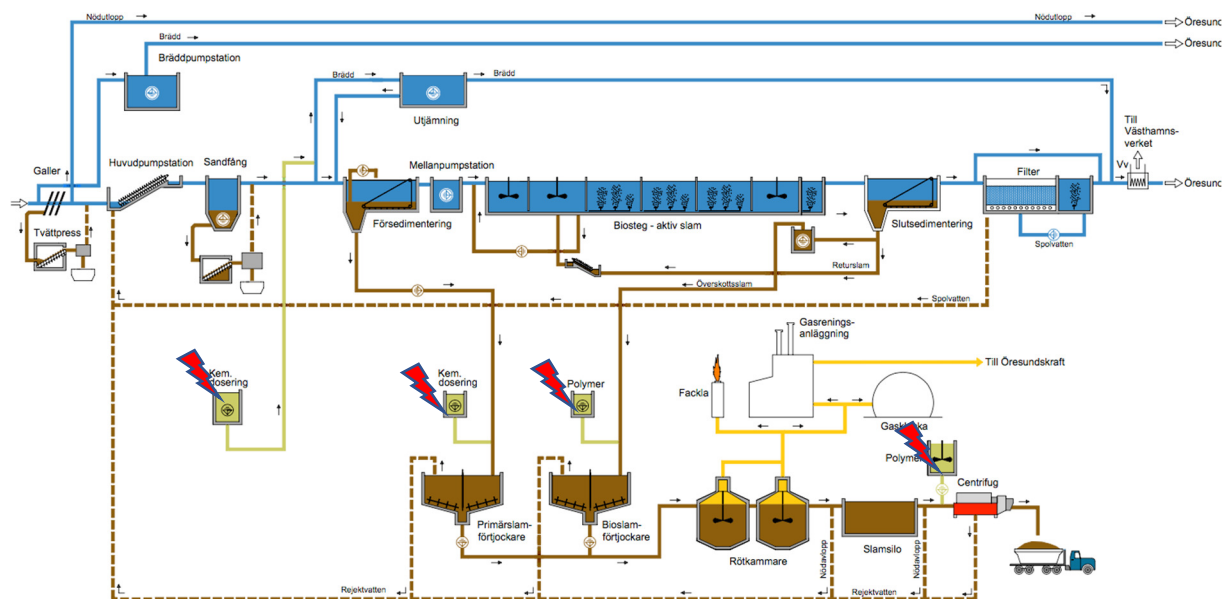 Nödutlopp
Nödutlopp
Öresund
Brädd
Öresund
Bräddpumpstation
Brädd
Brädd
Utjämning
Till
Västhamns-
verket
Galler
Huvudpumpstation
Sandfång
Mellanpumpstation
Filter
Vv
Öresund
Tvättpress
Försedimentering
Biosteg - aktiv slam
Slutsedimentering
Spolvatten
Returslam
Överskottsslam
Spolvatten
Gasrenings-
anläggning
Till Öresundskraft
Kem.
dosering
Kem.
dosering
Polymer
Fackla
Polymer
Centrifug
Primärslam-
förtjockare
Bioslam-
förtjockare
Rötkammare
Slamsilo
Nödavlopp
Nödavlopp
Rejektvatten
Rejektvatten